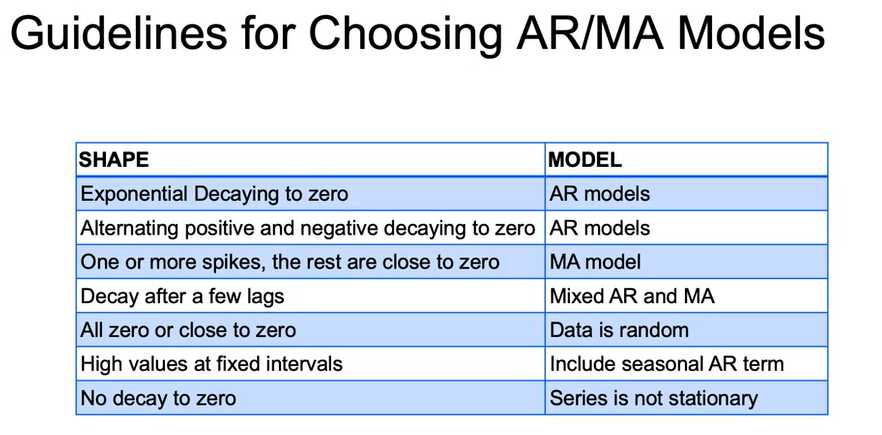 Guidelines for Choosing AR/MA Models
SHAPE MODEL
Exponential Decaying to zero AR models
Alternating positive and negative decaying to zero AR models
One or more spikes, the rest are close to zero MA model
Decay after a few lags Mixed AR and MA
All zero or close to zero Data is random
High values at fixed intervals Include seasonal AR term
No decay to zero Series is not stationary